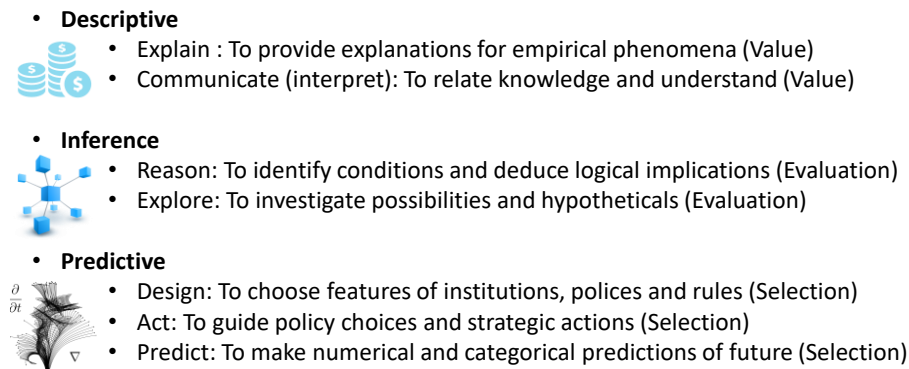 • Descriptive
• Explain : To provide explanations for empirical phenomena (Value)
• Communicate (interpret): To relate knowledge and understand (Value)
• Inference
• Reason: To identify conditions and deduce logical implications (Evaluation)
• Explore: To investigate possibilities and hypotheticals (Evaluation)
• Predictive
• Design: To choose features of institutions, polices and rules (Selection)
• Act: To guide policy choices and strategic actions (Selection)
• Predict: To make numerical and categorical predictions of future (Selection)
$ $ $
∂
∂t
∇